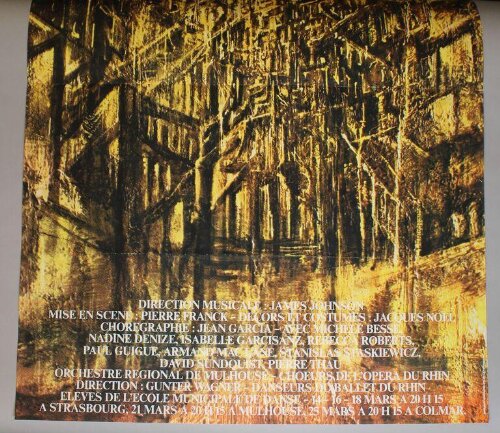 DIRECTION MUSICALE : JAMES JOHNSON
MISE EN SCENE : PIERRE FRANCK - DECORS ET COSTUMES : JACQUES NOEL
CHOREGRAPHIE : JEAN GARCIA - AVEC MICHELE BESSE,
NADINE DENIZE, ISABELLE GARCISANZ, REBECCA ROBERTS,
PAUL GUIGUE, ARMAND MAC LANE, STANISLAS STASKIEWICZ,
DAVID SUNDQUIST, PIERRE THAU
ORCHESTRE REGIONAL DE MULHOUSE - CHOEURS DE L'OPERA DU RHIN
DIRECTION : GUNTER WAGNER - DANSEURS DU BALLET DU RHIN
ELEVES DE L'ECOLE MUNICIPALE DE DANSE - 14 - 16 - 18 MARS A 20 H 15
A STRASBOURG, 21 MARS A 20 H 15 A MULHOUSE, 25 MARS A 20 H 15 A COLMAR.